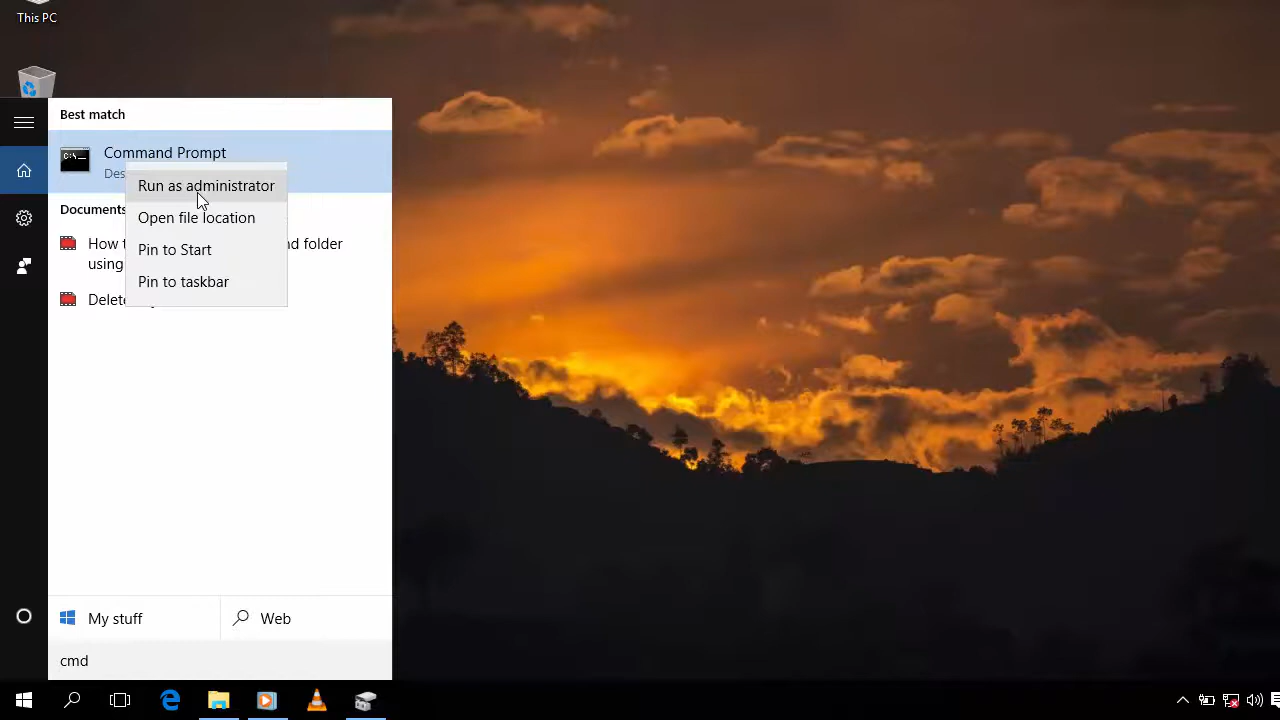 This PC
Best match
Command Prompt
Des
Run as administrator
Open file location
Pin to Start
Pin to taskbar
Documents
How nd folder
using
Delete
My stuff
Web
cmd